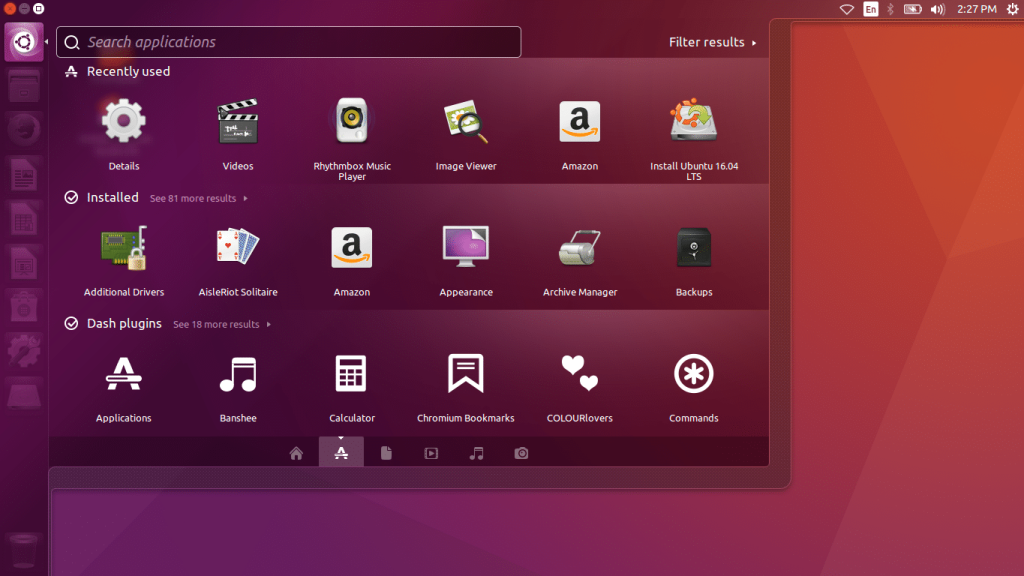 En
2:27 PM
Search applications
Filter results
Recently used
Details
Videos
Rhythmbox Music
Player
Image Viewer
a
Amazon
Install Ubuntu 16.04
LTS
Installed
See 81 more results
Additional Drivers
AisleRiot Solitaire
a
Amazon
Appearance
Archive Manager
Backups
Dash plugins
See 18 more results
Applications
Banshee
Calculator
Chromium Bookmarks
COLOURlovers
Commands